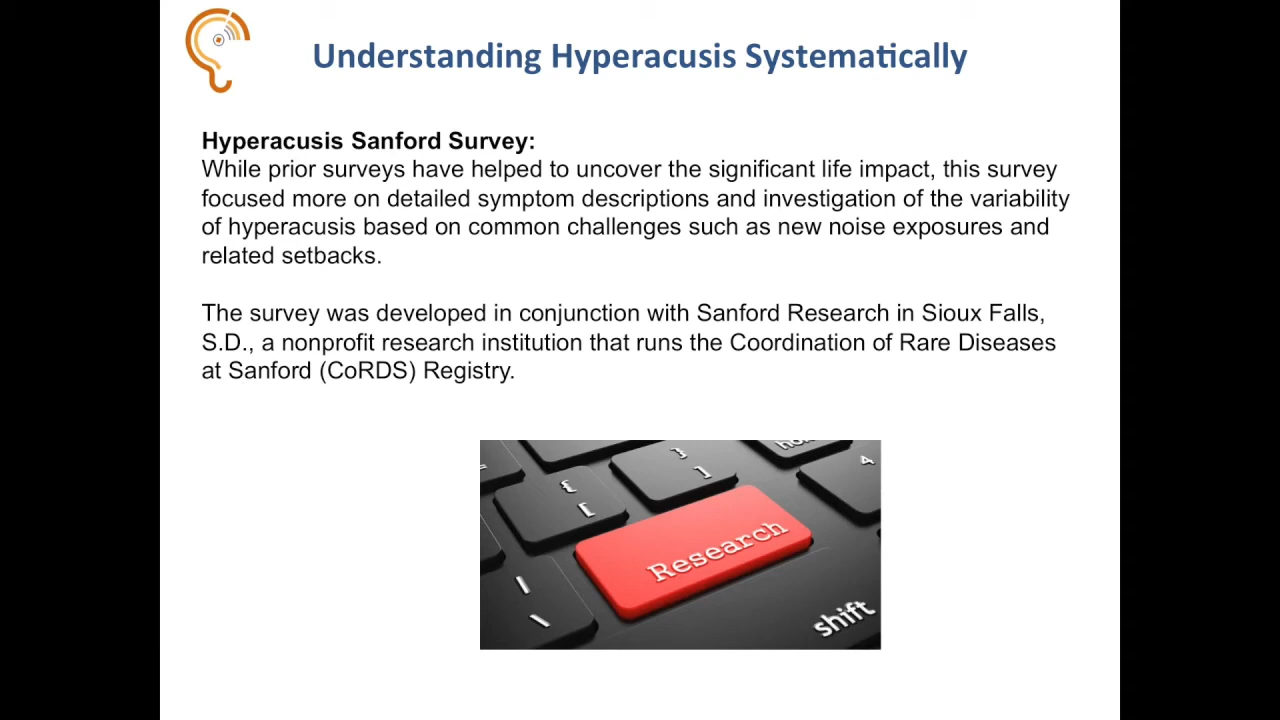 Understanding Hyperacusis Systematically
Hyperacusis Sanford Survey:
While prior surveys have helped to uncover the significant life impact, this survey
focused more on detailed symptom descriptions and investigation of the variability
of hyperacusis based on common challenges such as new noise exposures and
related setbacks.
The survey was developed in conjunction with Sanford Research in Sioux Falls,
S.D., a nonprofit research institution that runs the Coordination of Rare Diseases
at Sanford (CoRDS) Registry.
}
]
{
[
4
Research
|
\
shift